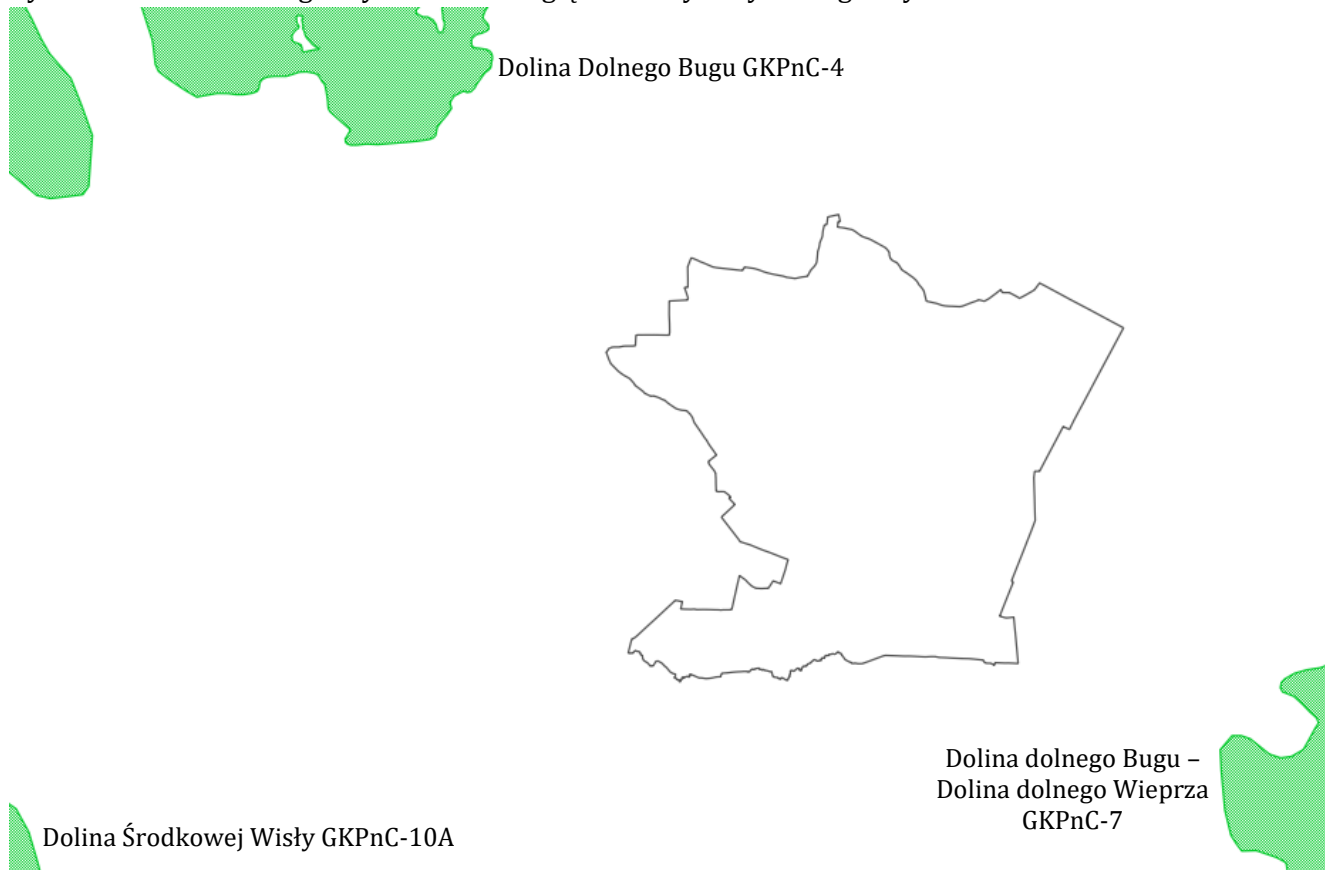 Dolina Dolnego Bugu GKPnC-4
Dolina dolnego Bugu –
Dolina dolnego Wieprza
GKPnC-7
Dolina Środkowej Wisły GKPnC-10A